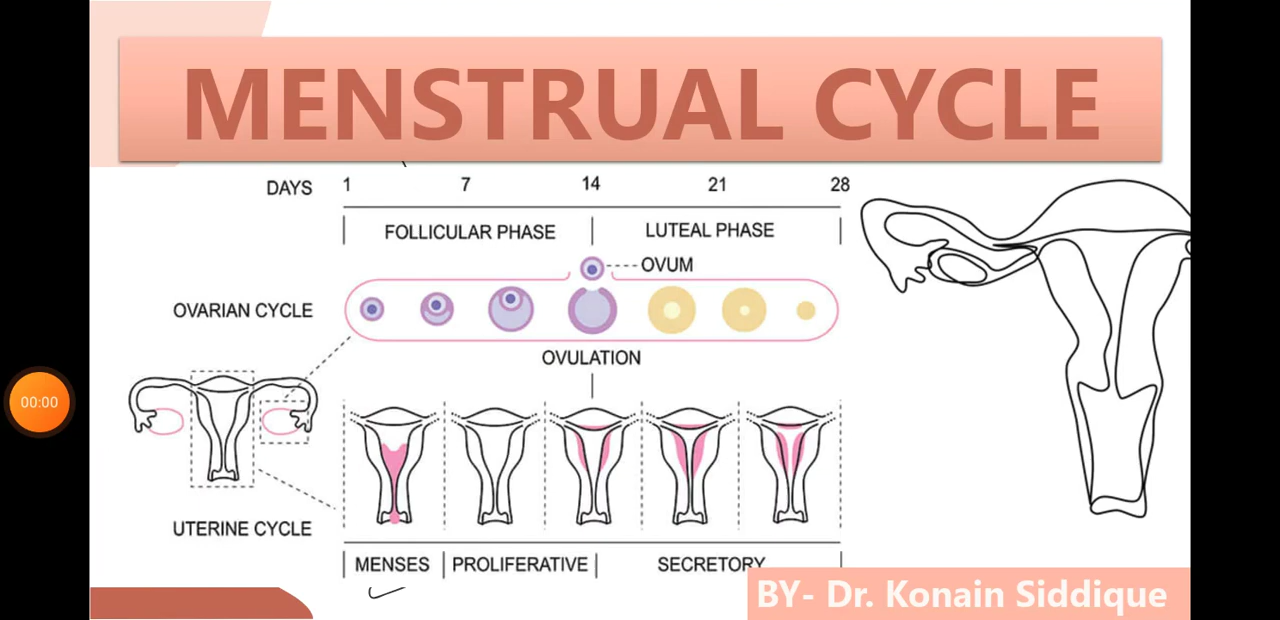 MENSTRUAL CYCLE
DAYS 1 7 14 21 28
FOLLICULAR PHASE LUTEAL PHASE
OVUM
OVARIAN CYCLE
OVULATION
00:00
UTERINE CYCLE
MENSES PROLIFERATIVE SECRETORY
BY- Dr. Konain Siddique